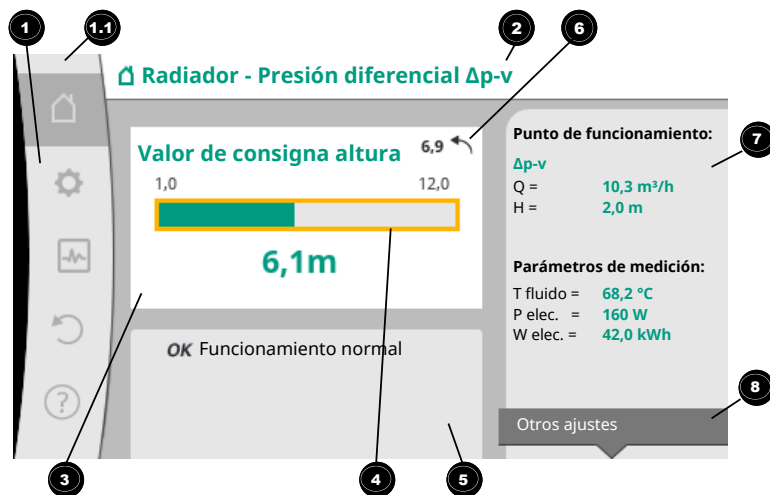 1
1.1
2
6
Radiador - Presión diferencial Δp-v
Valor de consigna altura
6,9
1,0
12,0
6,1m
OK Funcionamiento normal
Punto de funcionamiento:
7
Δp-v
Q = 10,3 m³/h
H = 2,0 m
Parámetros de medición:
T fluido = 68,2 °C
P elec. = 160 W
W elec. = 42,0 kWh
8
Otros ajustes
?
3
4
5